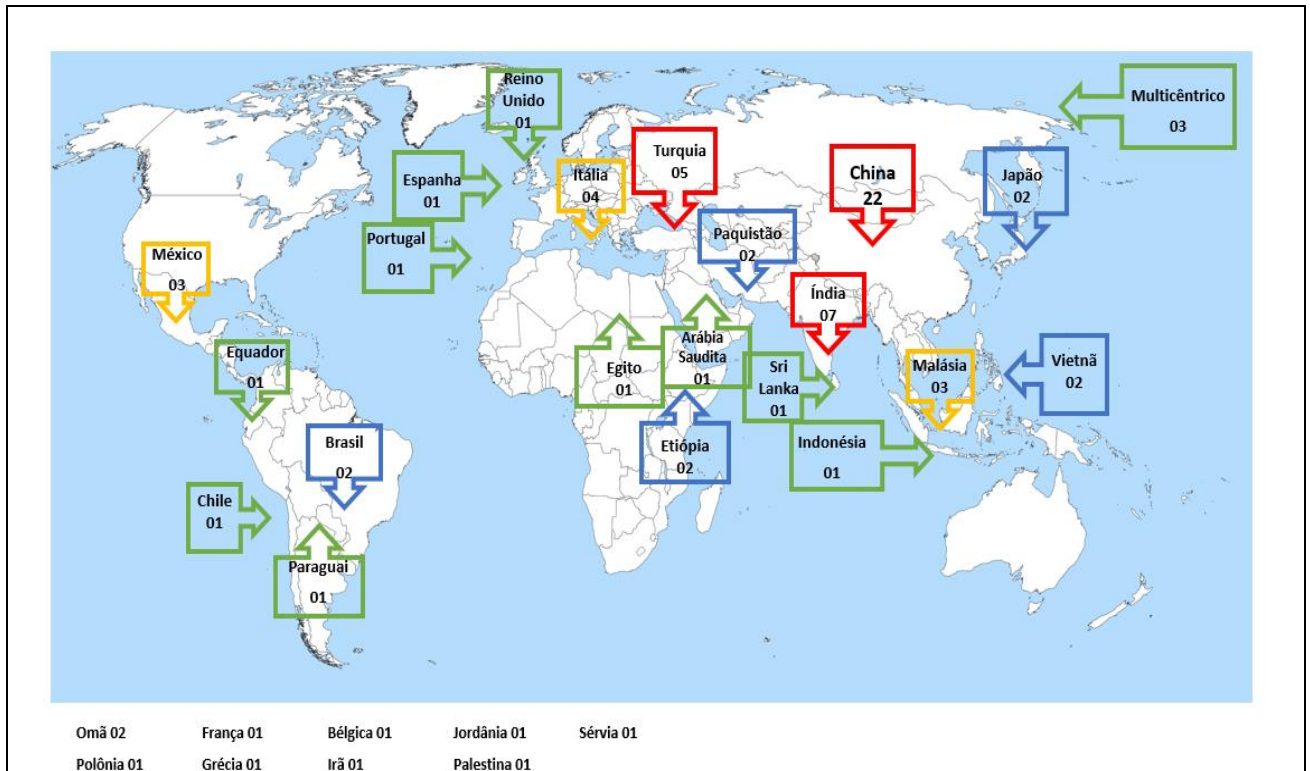 Reino
Unido
01
Multicêntrico
03
Turquia
05
China
22
Japão
02
Itália
04
Espanha
01
Portugal
01
Paquistão
02
México
03
Índia
07
Equador
01
Egito
01
Arábia
Saudita
01
Sri
Lanka
01
Malásia
03
Vietnã
02
Brasil
02
Etiópia
02
Indonésia
01
Chile
01
Paraguai
01
Omã 02 França 01 Bélgica 01 Jordânia 01 Sérvia 01
Polônia 01 Grécia 01 Irã 01 Palestina 01